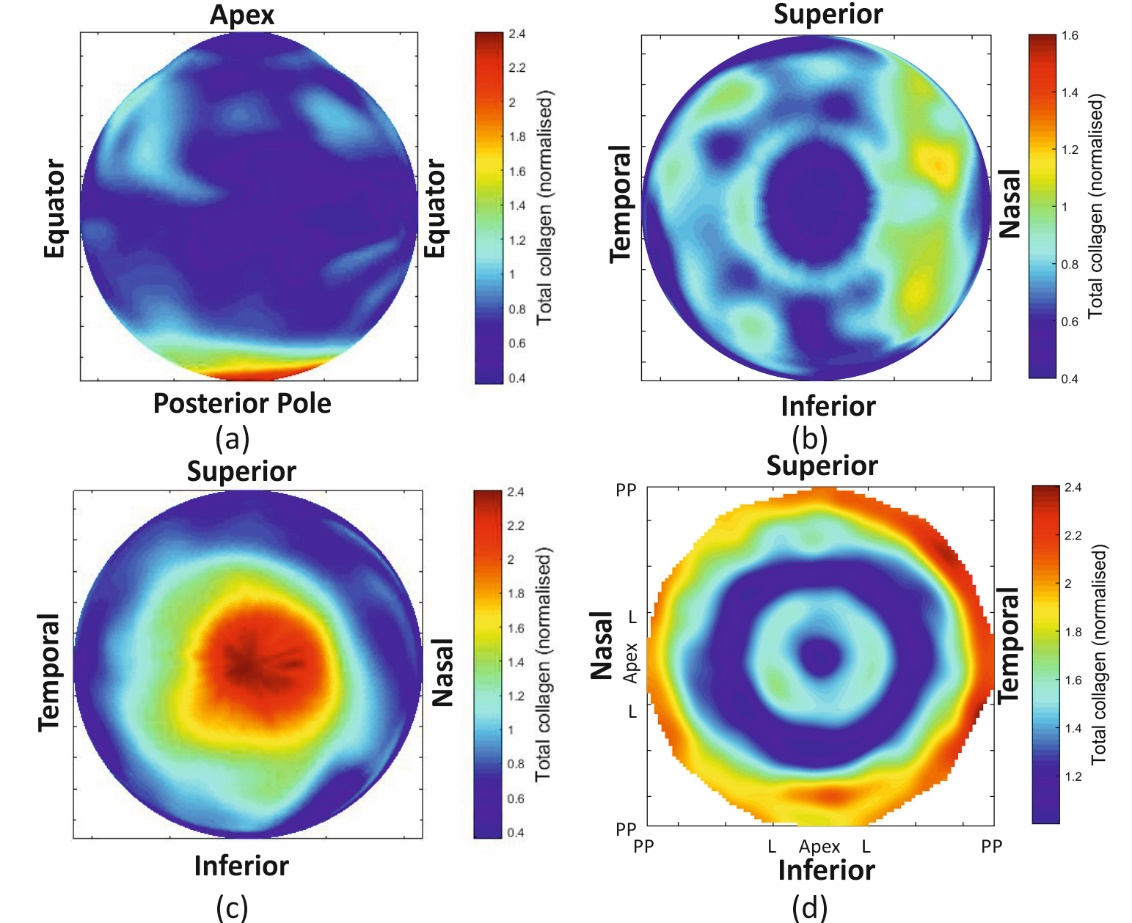 Apex
Equator
Equator
Posterior Pole
(a)
2.4
2.2
2
1.8
1.6
1.4
1.2
1
0.8
0.6
0.4
Total collagen (normalised)
Superior
Temporal
Nasal
Inferior
(b)
1.6
1.4
1.2
1
0.8
0.6
0.4
Total collagen (normalised)
Superior
Temporal
Nasal
Inferior
(c)
2.4
2.2
2
1.8
1.6
1.4
1.2
1
0.8
0.6
0.4
Total collagen (normalised)
Superior
Nasal
Temporal
PP
L
Apex
L
PP
PP L Apex L PP
Inferior
(d)
2.4
2.2
2
1.8
1.6
1.4
1.2
Total collagen (normalised)